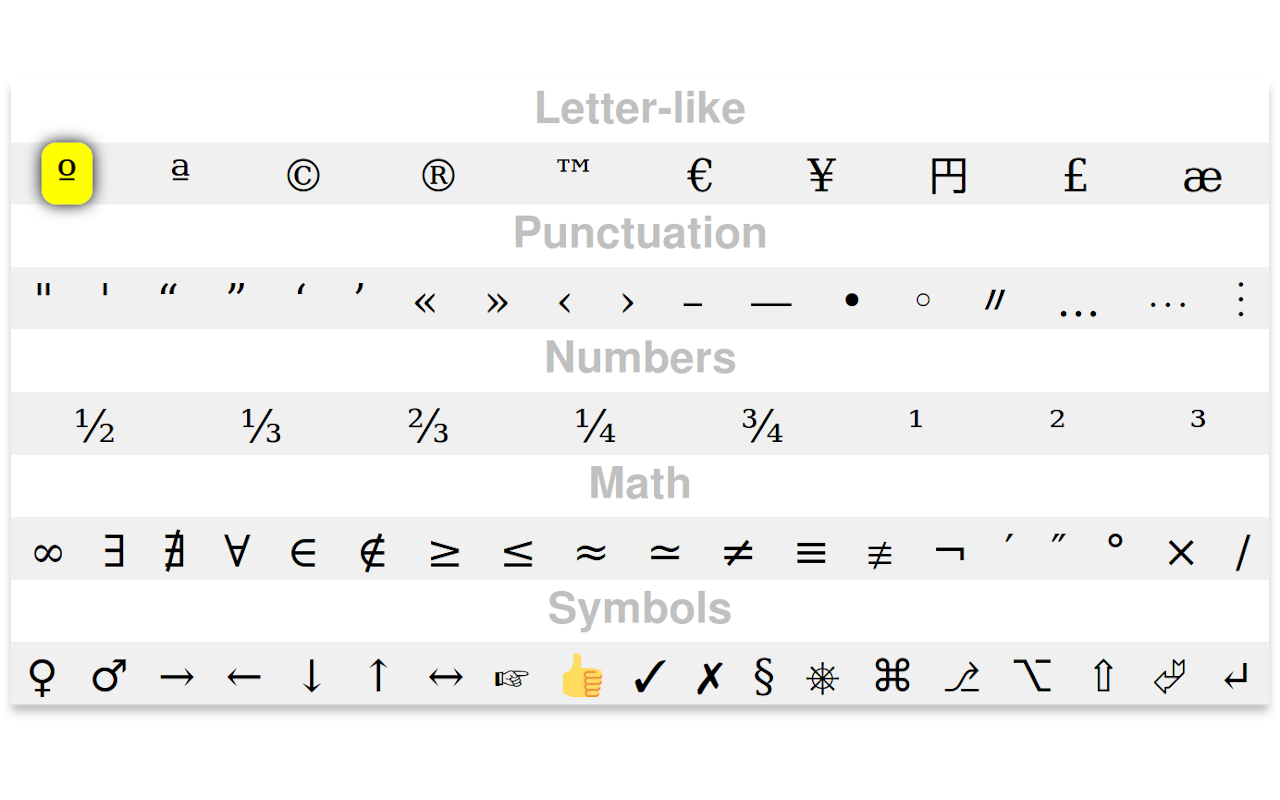 Letter-like
º ª © ® ™ € ¥ 円 £ æ
Punctuation
" ' “ ” ‘ ’ « » ‹ › – — • ◦ 〃 … ⋯ ⋮
Numbers
½ ⅓ ⅔ ¼ ¾ ¹ ² ³
Math
∞ ∃ ∄ ∀ ∈ ∉ ≥ ≤ ≈ ≃ ≠ ≡ ≢ ¬ ′ ″ ° × /
Symbols
♀ ♂ → ← ↓ ↑ ↔ ☞ 👍 ✓ ✗ § ⎈ ⌘ ⎇ ⌥ ⇧ ⮰ ↵